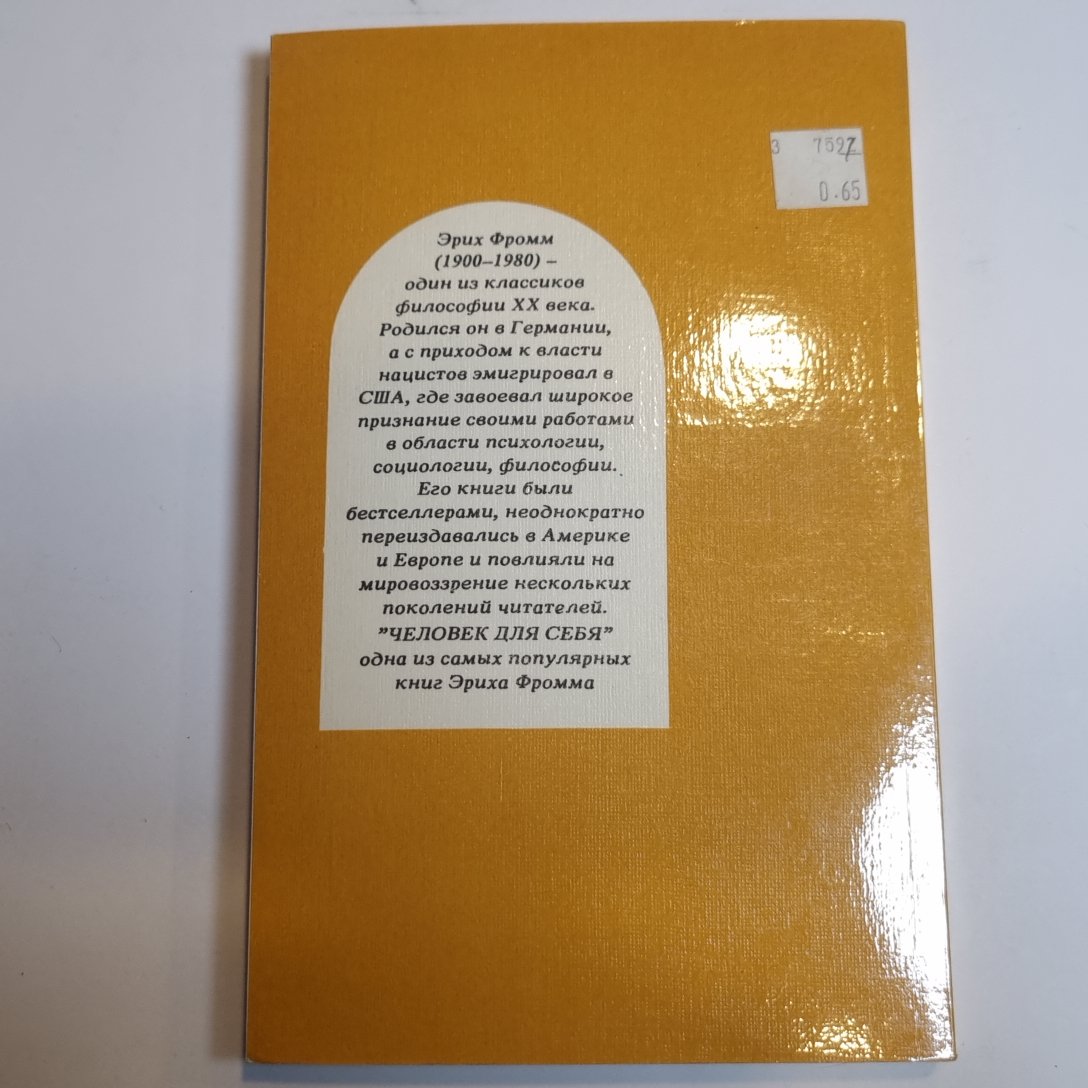 3 7597
0.65
Эрих Фромм
(1900–1980) –
один из классиков
философии XX века.
Родился он в Германии,
а с приходом к власти
нацистов эмигрировал в
США, где завоевал широкое
признание своими работами
в области психологии,
социологии, философии.
Его книги были
бестселлерами, неоднократно
переиздавались в Америке
и Европе и повлияли на
мировоззрение нескольких
поколений читателей.
"ЧЕЛОВЕК ДЛЯ СЕБЯ"
одна из самых популярных
книг Эриха Фромма